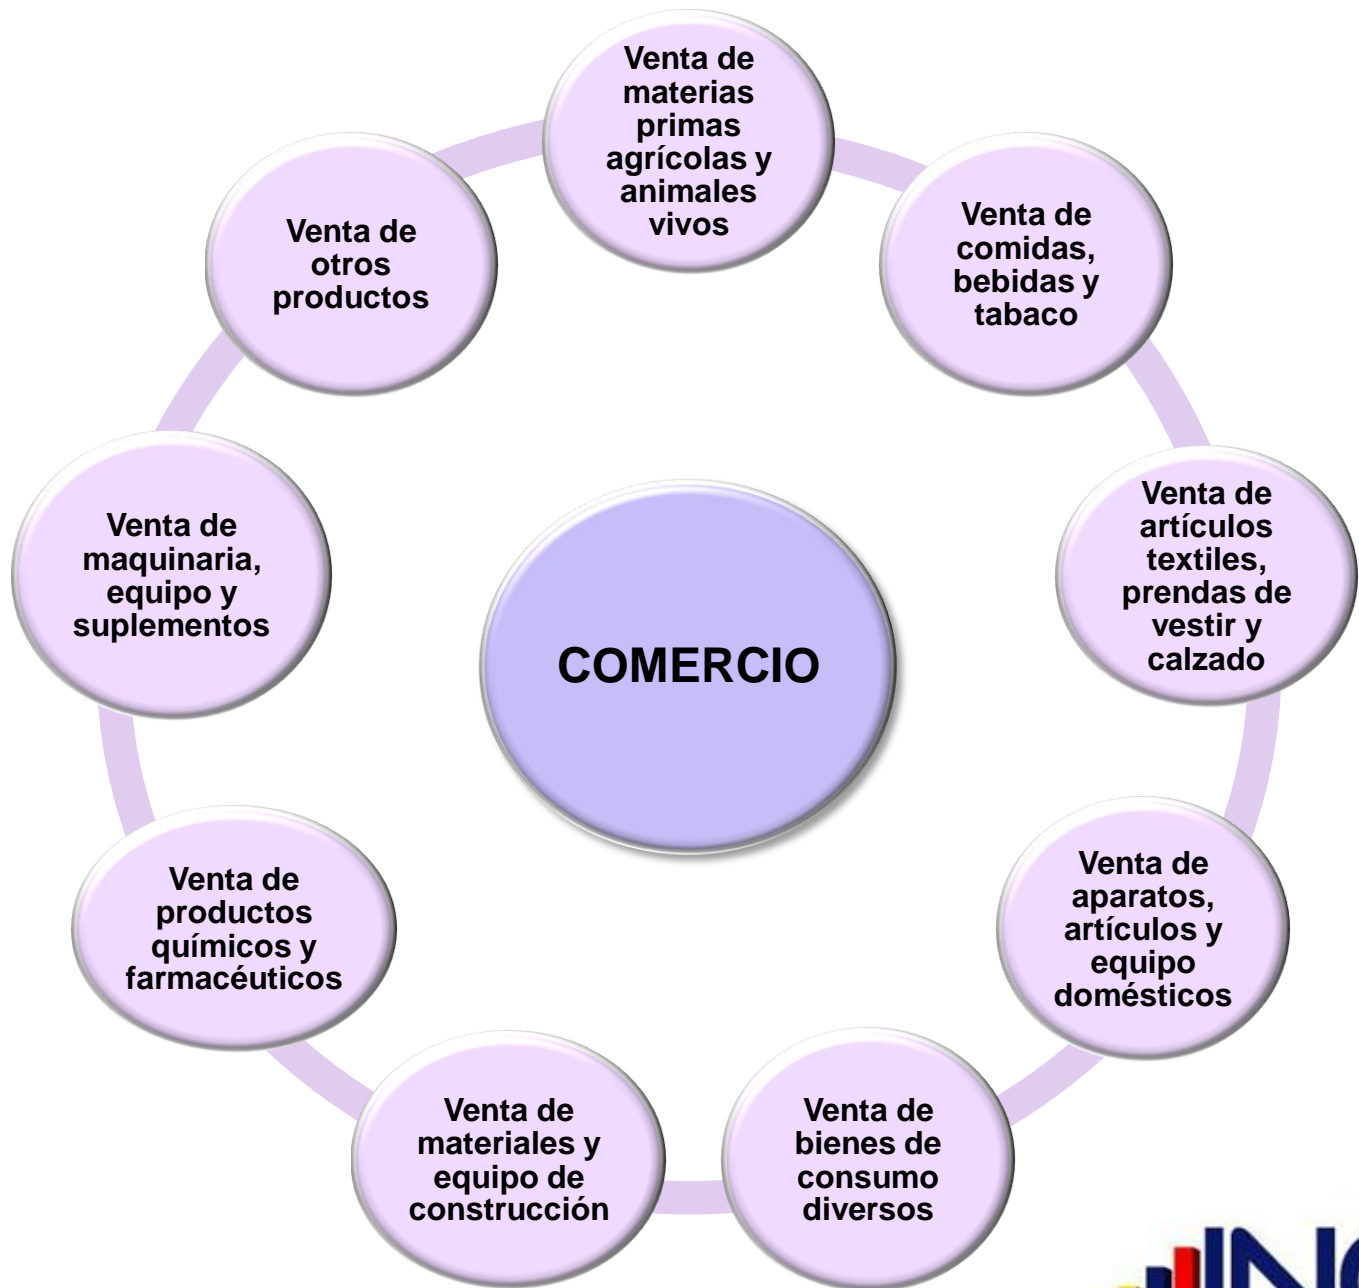 Venta de
materias
primas
agrícolas y
animales
vivos
Venta de
comidas,
bebidas y
tabaco
Venta de
artículos
textiles,
prendas de
vestir y
calzado
Venta de
aparatos,
artículos y
equipo
domésticos
Venta de
bienes de
consumo
diversos
Venta de
materiales y
equipo de
construcción
Venta de
productos
químicos y
farmacéuticos
Venta de
maquinaria,
equipo y
suplementos
Venta de
otros
productos
COMERCIO